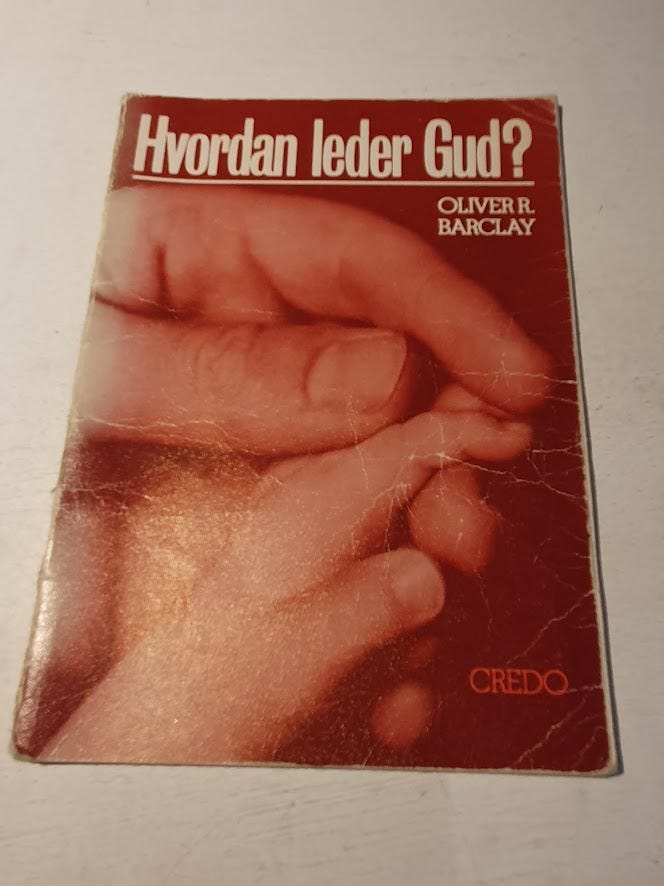 Hvordan leder Gud?
OLIVER R.
BARCLAY
CREDO